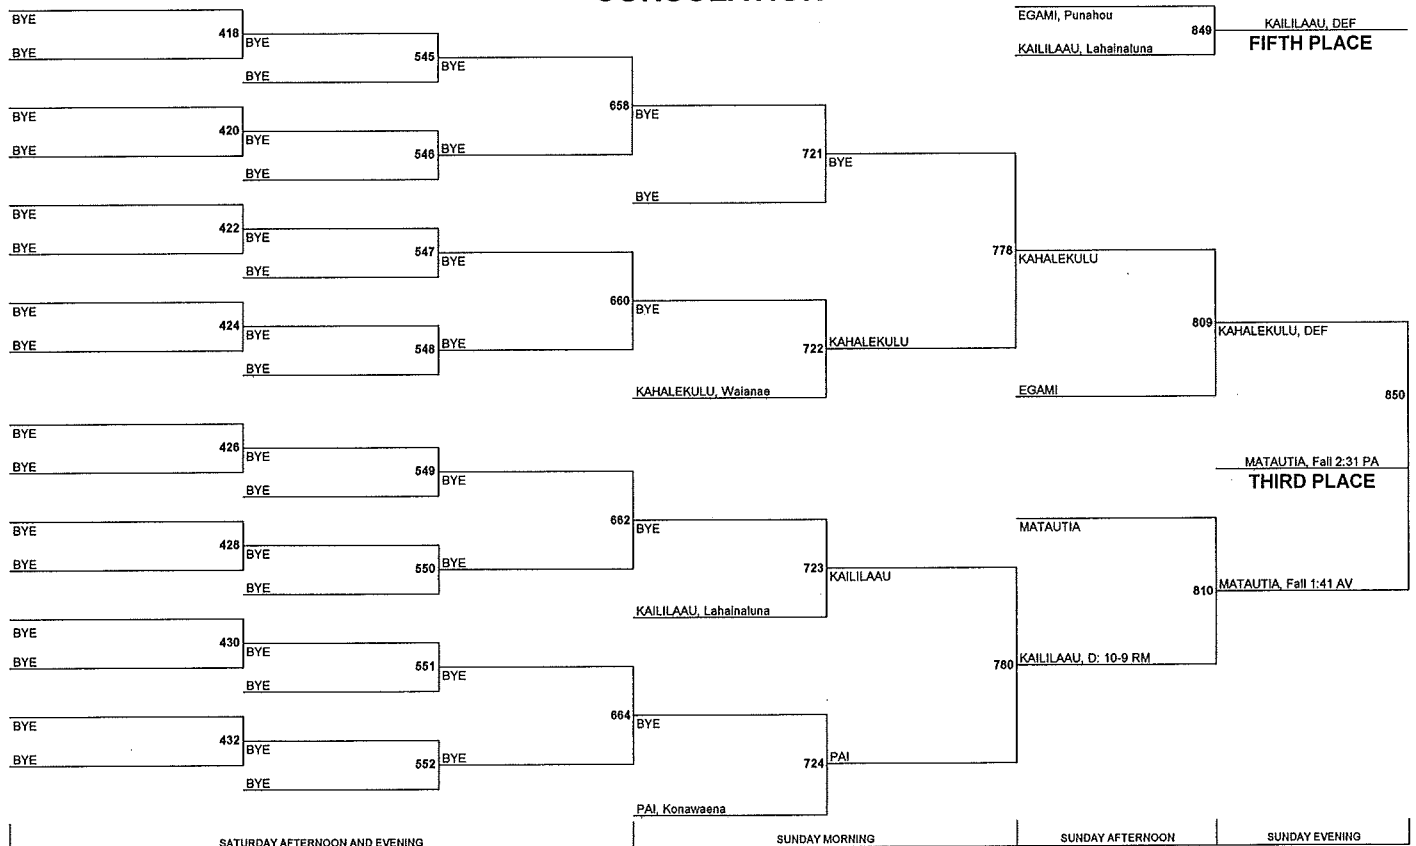 EGAMI, Punahou
849
KAILILAAU, DEF
FIFTH PLACE
KAILILAAU, Lahainaluna
BYE
418
BYE
BYE
545
BYE
BYE
658
BYE
BYE
420
BYE
BYE
546
BYE
BYE
721
BYE
BYE
BYE
422
BYE
BYE
547
BYE
BYE
778
KAHALEKULU
660
BYE
BYE
424
BYE
BYE
548
BYE
BYE
722
KAHALEKULU
KAHALEKULU, Waianae
809
KAHALEKULU, DEF
EGAMI
850
BYE
426
BYE
BYE
549
BYE
BYE
MATAUTIA, Fall 2:31 PA
THIRD PLACE
662
BYE
BYE
428
BYE
BYE
550
BYE
BYE
723
KAILILAAU
KAILILAAU, Lahainaluna
MATAUTIA
810
MATAUTIA, Fall 1:41 AV
BYE
430
BYE
BYE
551
BYE
BYE
780
KAILILAAU, D: 10-9 RM
664
BYE
BYE
432
BYE
BYE
552
BYE
BYE
724
PAI
PAI, Konawaena
SATURDAY AFTERNOON AND EVENING
SUNDAY MORNING
SUNDAY AFTERNOON
SUNDAY EVENING